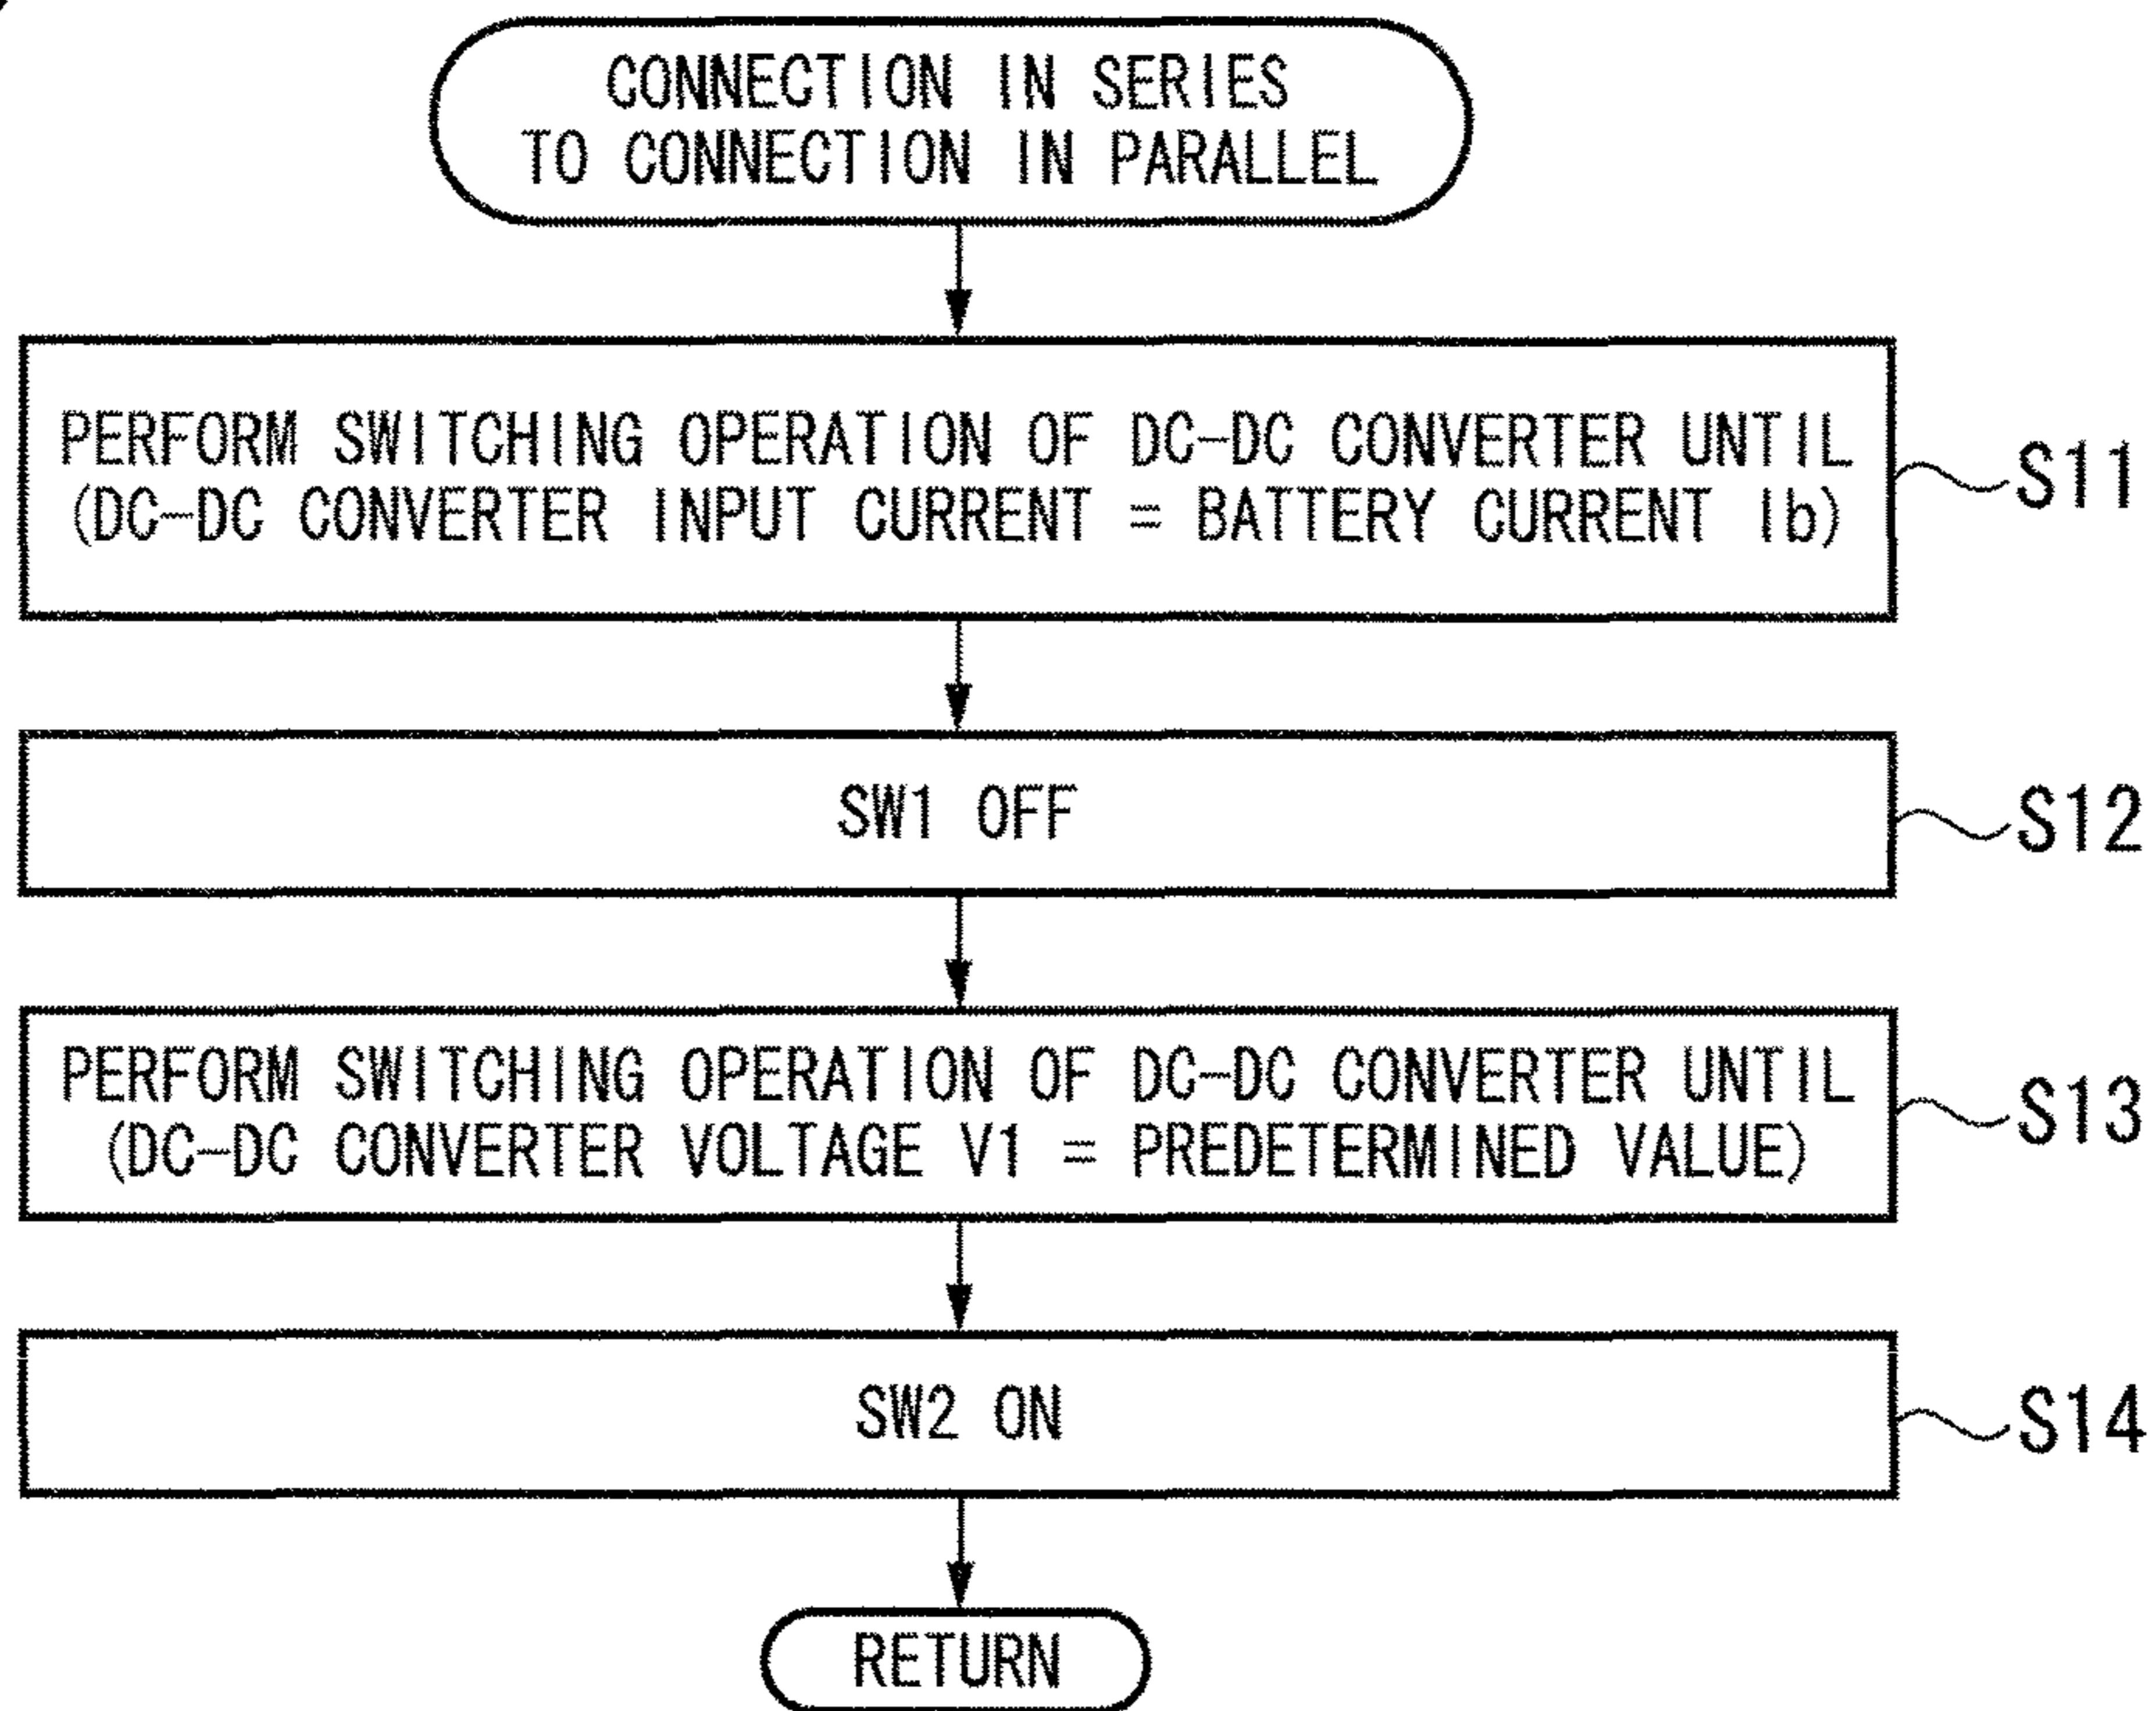 CONNECTION IN SERIES
TO CONNECTION IN PARALLEL
PERFORM SWITCHING OPERATION OF DC-DC CONVERTER UNTIL
(DC-DC CONVERTER INPUT CURRENT = BATTERY CURRENT Ib)
S11
SW1 OFF
S12
PERFORM SWITCHING OPERATION OF DC-DC CONVERTER UNTIL
(DC-DC CONVERTER VOLTAGE V1 = PREDETERMINED VALUE)
S13
SW2 ON
S14
RETURN